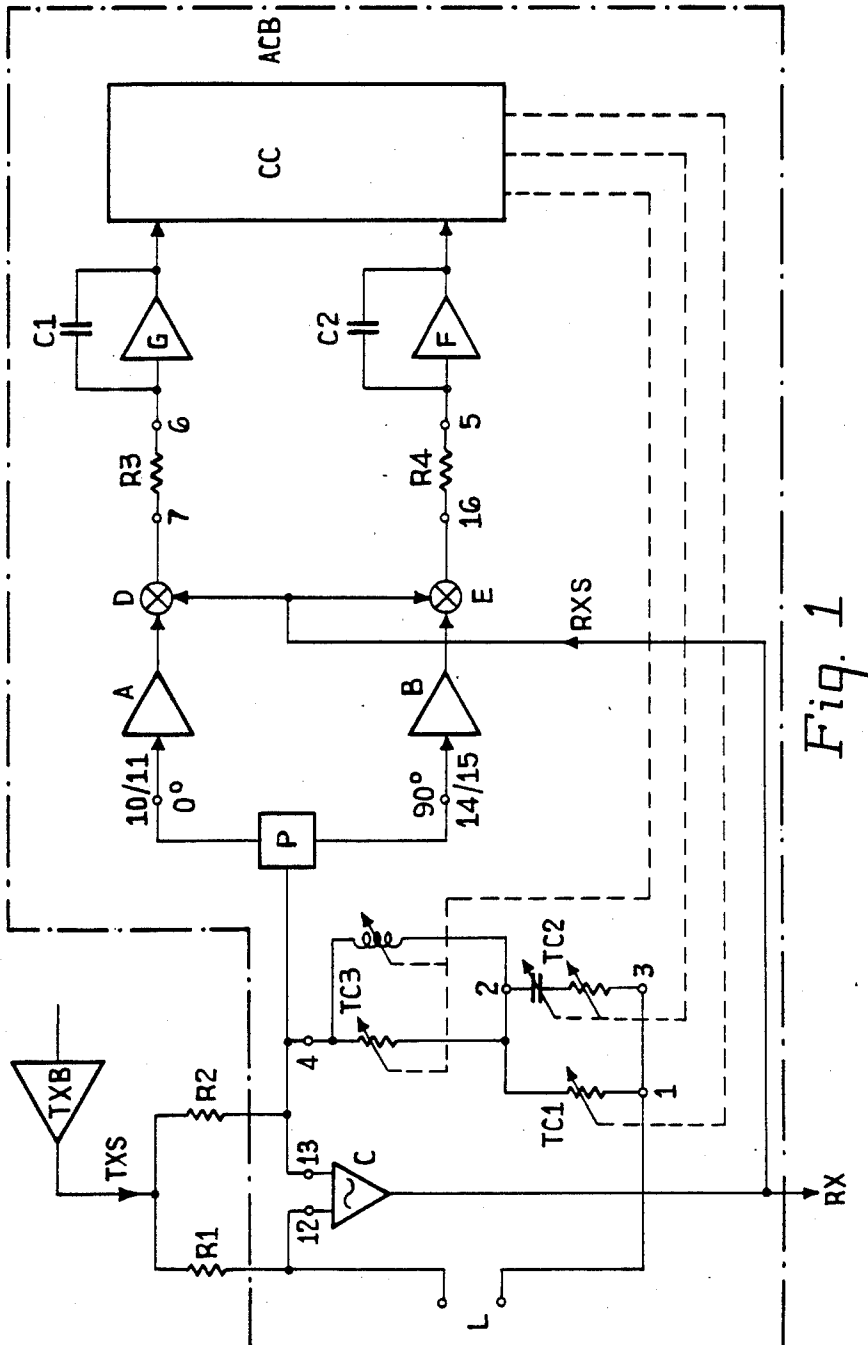 ACB
CC
C1
G
6
R3
7
D
A
10/11
0°
C2
F
5
R4
16
E
B
90°
14/15
RXS
P
TXB
TXS
R2
R1
13
12
C
4
TC3
2
TC2
3
TC1
1
L
RX
Fig. 1